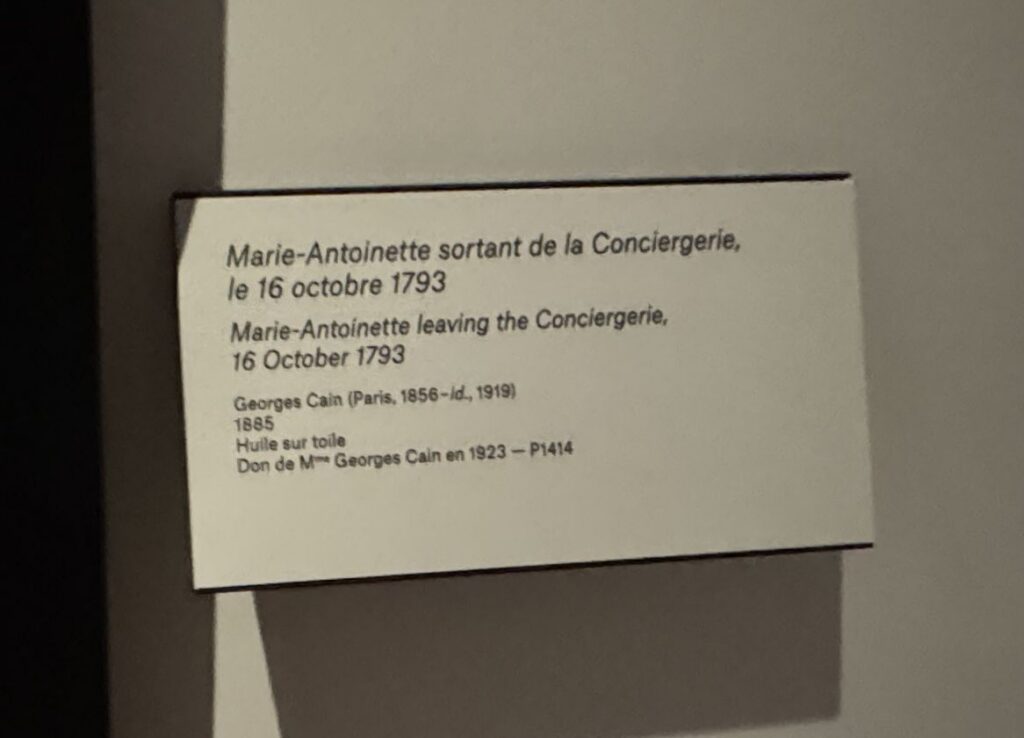 Marie-Antoinette sortant de la Conciergerie,
le 16 octobre 1793
Marie-Antoinette leaving the Conciergerie,
16 October 1793
Georges Cain (Paris, 1856–id., 1919)
1885
Huile sur toile
Don de Mᵐᵉ Georges Cain en 1923 — P1414